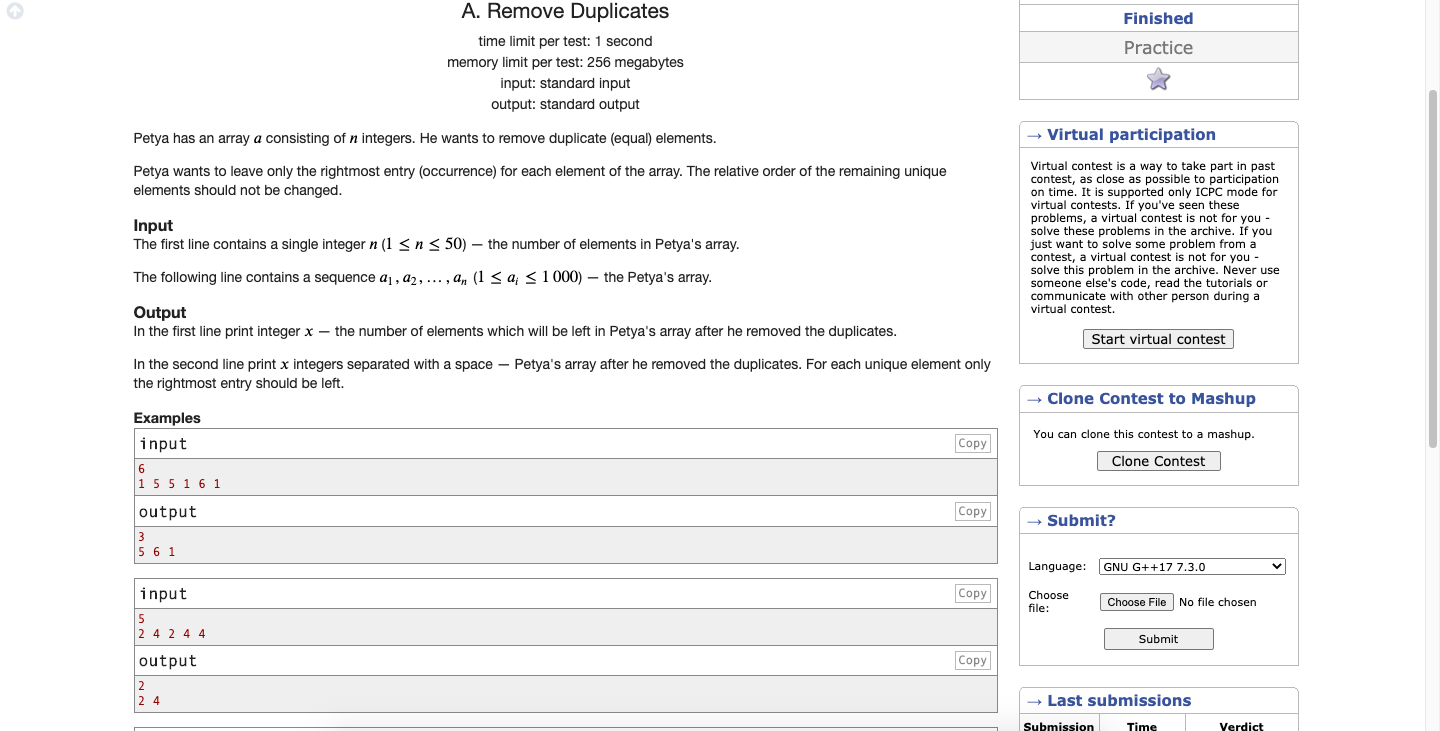 A. Remove Duplicates
time limit per test: 1 second
memory limit per test: 256 megabytes
input: standard input
output: standard output
Petya has an array a consisting of n integers. He wants to remove duplicate (equal) elements.
Petya wants to leave only the rightmost entry (occurrence) for each element of the array. The relative order of the remaining unique
elements should not be changed.
Input
The first line contains a single integer n (1 ≤ n ≤ 50) — the number of elements in Petya's array.
The following line contains a sequence a₁, a₂, ..., aₙ (1 ≤ aᵢ ≤ 1 000) — the Petya's array.
Output
In the first line print integer x — the number of elements which will be left in Petya's array after he removed the duplicates.
In the second line print x integers separated with a space — Petya's array after he removed the duplicates. For each unique element only
the rightmost entry should be left.
Examples
input
Copy
6
1 5 5 1 6 1
output
Copy
3
5 6 1
input
Copy
5
2 4 2 4 4
output
Copy
2
2 4
Finished
Practice
→ Virtual participation
Virtual contest is a way to take part in past
contest, as close as possible to participation
on time. It is supported only ICPC mode for
virtual contests. If you've seen these
problems, a virtual contest is not for you -
solve these problems in the archive. If you
just want to solve some problem from a
contest, a virtual contest is not for you -
solve this problem in the archive. Never use
someone else's code, read the tutorials or
communicate with other person during a
virtual contest.
Start virtual contest
→ Clone Contest to Mashup
You can clone this contest to a mashup.
Clone Contest
→ Submit?
Language: GNU G++17 7.3.0
Choose
file:
Choose File No file chosen
Submit
→ Last submissions
Submission Time Verdict